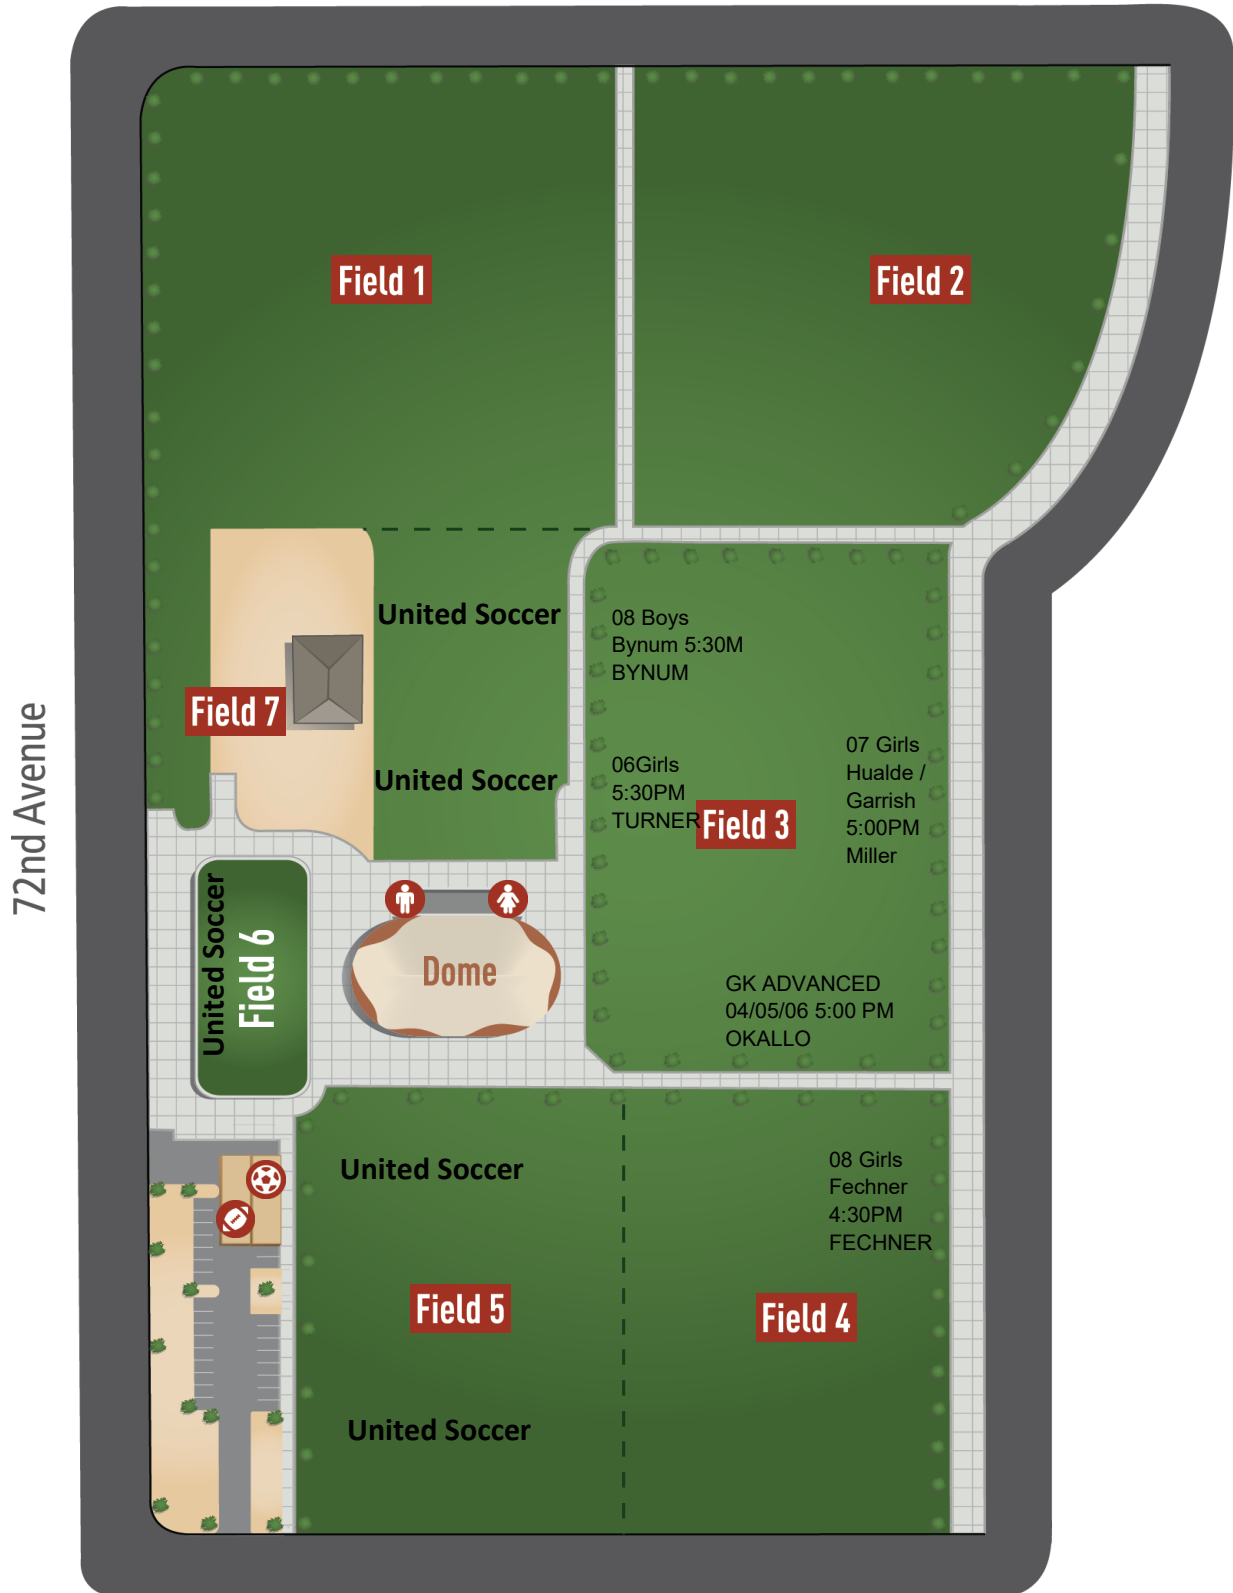 Field 1
Field 2
United Soccer
08 Boys
Bynum 5:30M
BYNUM
Field 7
72nd Avenue
United Soccer
06Girls
5:30PM
TURNER
Field 3
07 Girls
Hualde /
Garrish
5:00PM
Miller
United Soccer
Field 6
Dome
GK ADVANCED
04/05/06 5:00 PM
OKALLO
United Soccer
08 Girls
Fechner
4:30PM
FECHNER
Field 5
Field 4
United Soccer